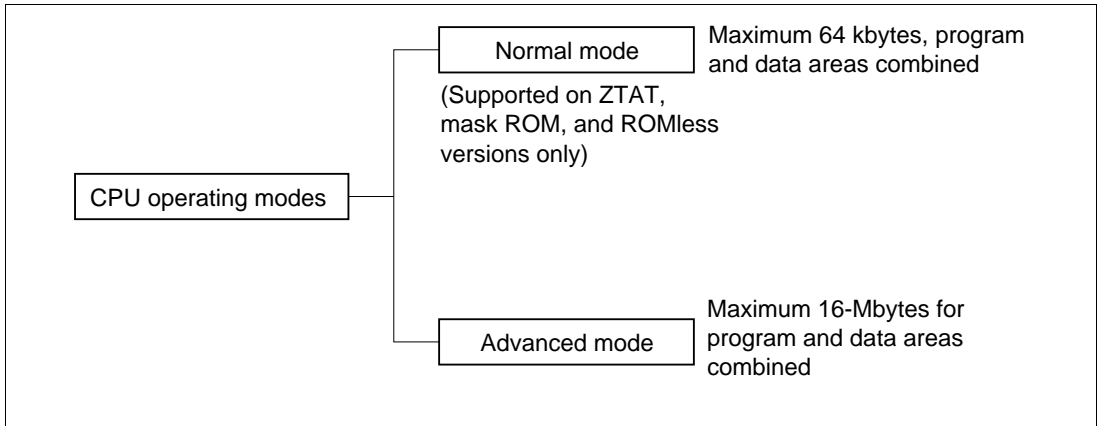 Normal mode
Maximum 64 kbytes, program
and data areas combined
(Supported on ZTAT,
mask ROM, and ROMless
versions only)
CPU operating modes
Advanced mode
Maximum 16-Mbytes for
program and data areas
combined